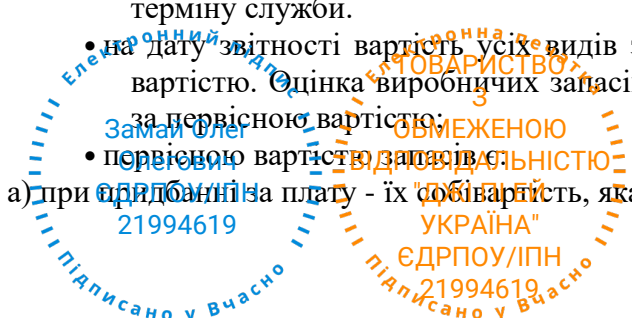 терміну служби.
• на дату звітності вартість усіх видів з
вартістю. Оцінка виробничих запасі
за первісною вартістю;
• первісною вартістю запасів є:
а) при придбанні за плату - їх собівартість, яка
Електронний підпис
Замай Олег
Олегович
ЄДРПОУ/ІПН
21994619
Підписано у Вчасно
Електронна печатка
ТОВАРИСТВО
З
ОБМЕЖЕНОЮ
ВІДПОВІДАЛЬНІСТЮ
УКРАЇНА"
ЄДРПОУ/ІПН
21994619
Підписано у Вчасно